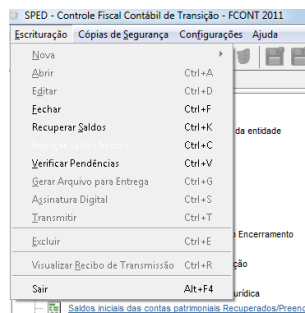 SPED - Controle Fiscal Contábil de Transição - FCONT 2011
Escrituração Cópias de Segurança Configurações Ajuda
Nova
Abrir Ctrl+A
Editar Ctrl+D
Fechar Ctrl+F
Recuperar Saldos Ctrl+K
da entidade
Replicar Saldos Iniciais Ctrl+C
Verificar Pendências Ctrl+V
Gerar Arquivo para Entrega Ctrl+G
Assinatura Digital Ctrl+S
Transmitir Ctrl+T
Encerramento
Excluir Ctrl+E
Visualizar Recibo de Transmissão Ctrl+R
ção
Sair Alt+F4
urídica
Saldos iniciais das contas patrimoniais Recuperados/Preenc